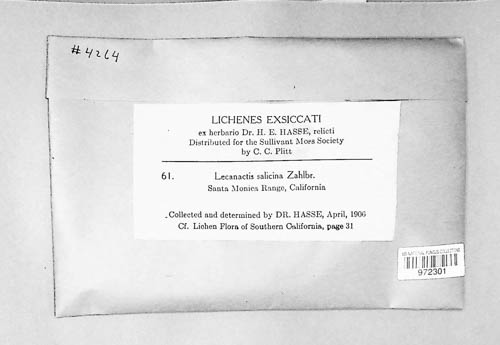 #4264
LICHENES EXSICCATI
ex herbario Dr. H. E. HASSE, relicti
Distributed for the Sullivant Moss Society
by C. C. Plitt
61. Lecanactis salicina Zahlbr.
Santa Monica Range, California
Collected and determined by DR. HASSE, April, 1906
Cf. Lichen Flora of Southern California, page 31
972301